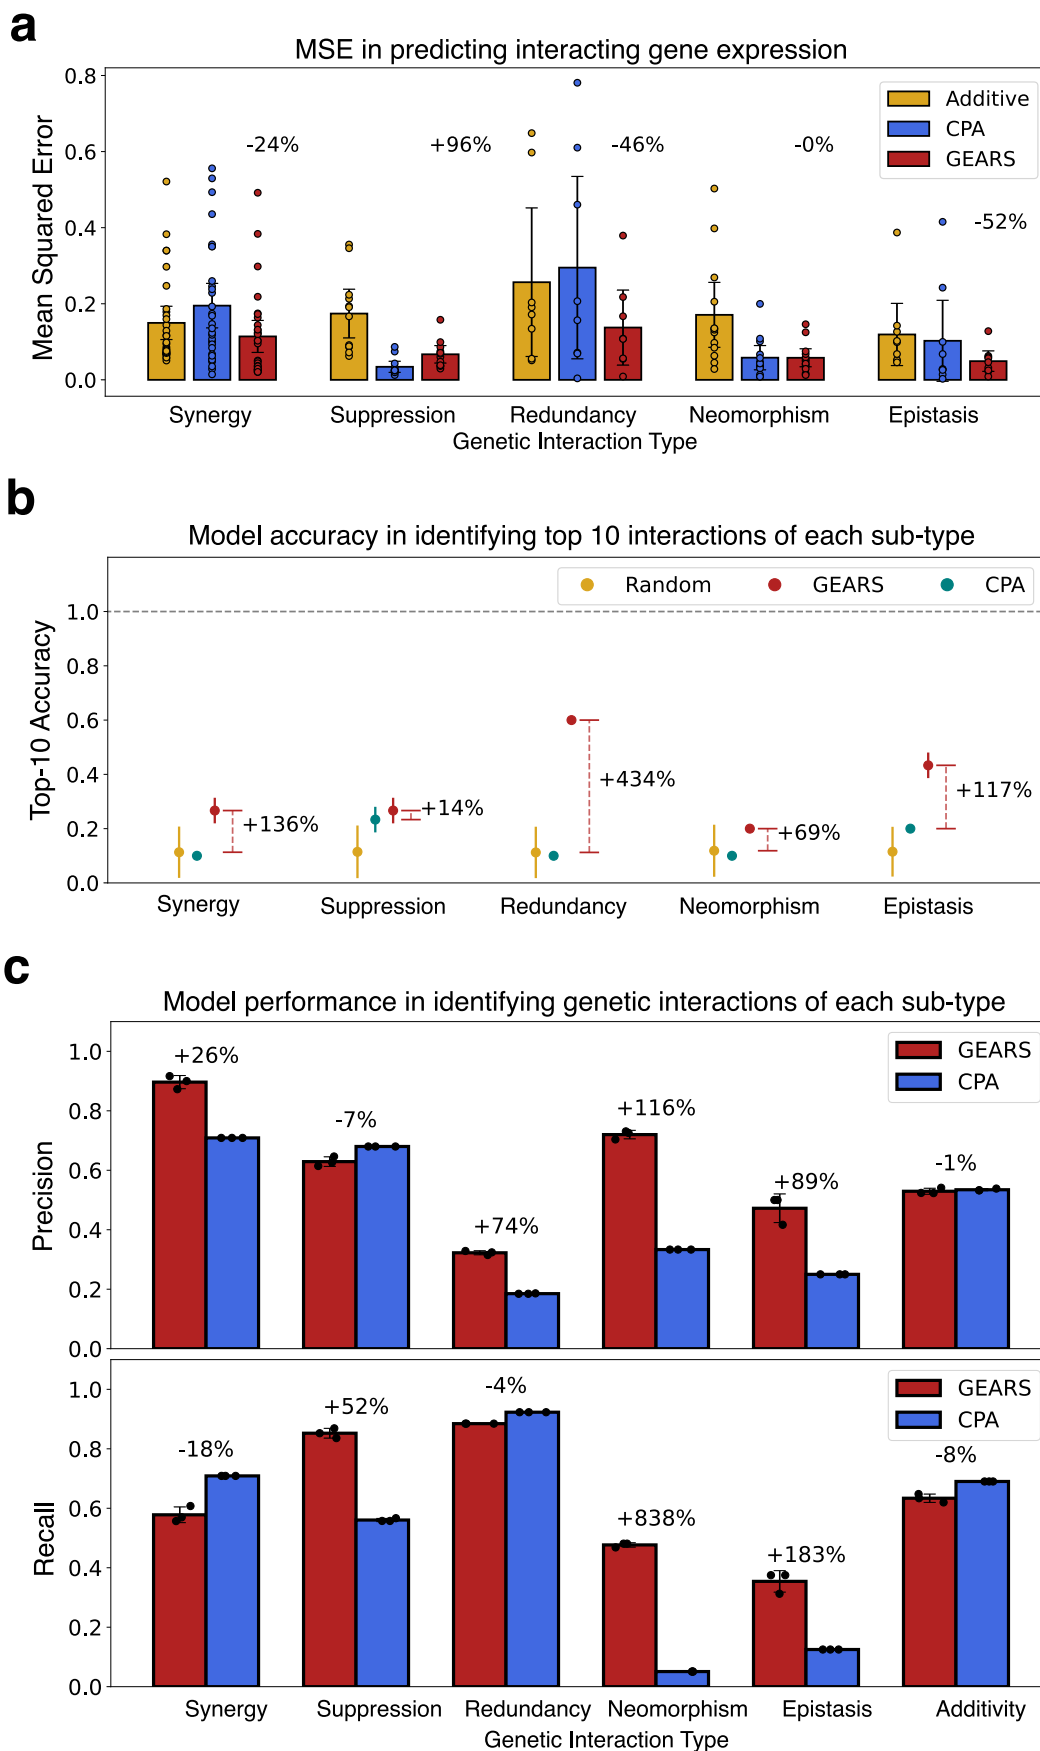 a
MSE in predicting interacting gene expression
Mean Squared Error
0.8
0.6
0.4
0.2
0.0
Additive
CPA
GEARS
-24%
+96%
-46%
-0%
-52%
Synergy
Suppression
Redundancy
Neomorphism
Epistasis
Genetic Interaction Type
b
Model accuracy in identifying top 10 interactions of each sub-type
Top-10 Accuracy
1.0
0.8
0.6
0.4
0.2
0.0
Random
GEARS
CPA
+136%
+14%
+434%
+69%
+117%
Synergy
Suppression
Redundancy
Neomorphism
Epistasis
c
Model performance in identifying genetic interactions of each sub-type
Precision
1.0
0.8
0.6
0.4
0.2
0.0
GEARS
CPA
+26%
-7%
+74%
+116%
+89%
-1%
Recall
1.0
0.8
0.6
0.4
0.2
0.0
GEARS
CPA
-18%
+52%
-4%
+838%
+183%
-8%
Synergy
Suppression
Redundancy
Neomorphism
Epistasis
Additivity
Genetic Interaction Type